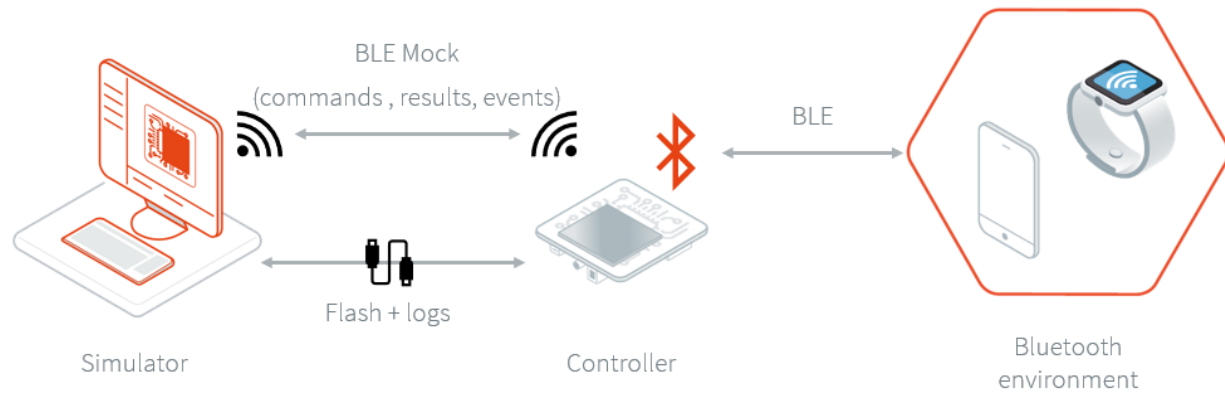 BLE Mock
(commands , results, events)
BLE
Flash + logs
Simulator
Controller
Bluetooth
environment